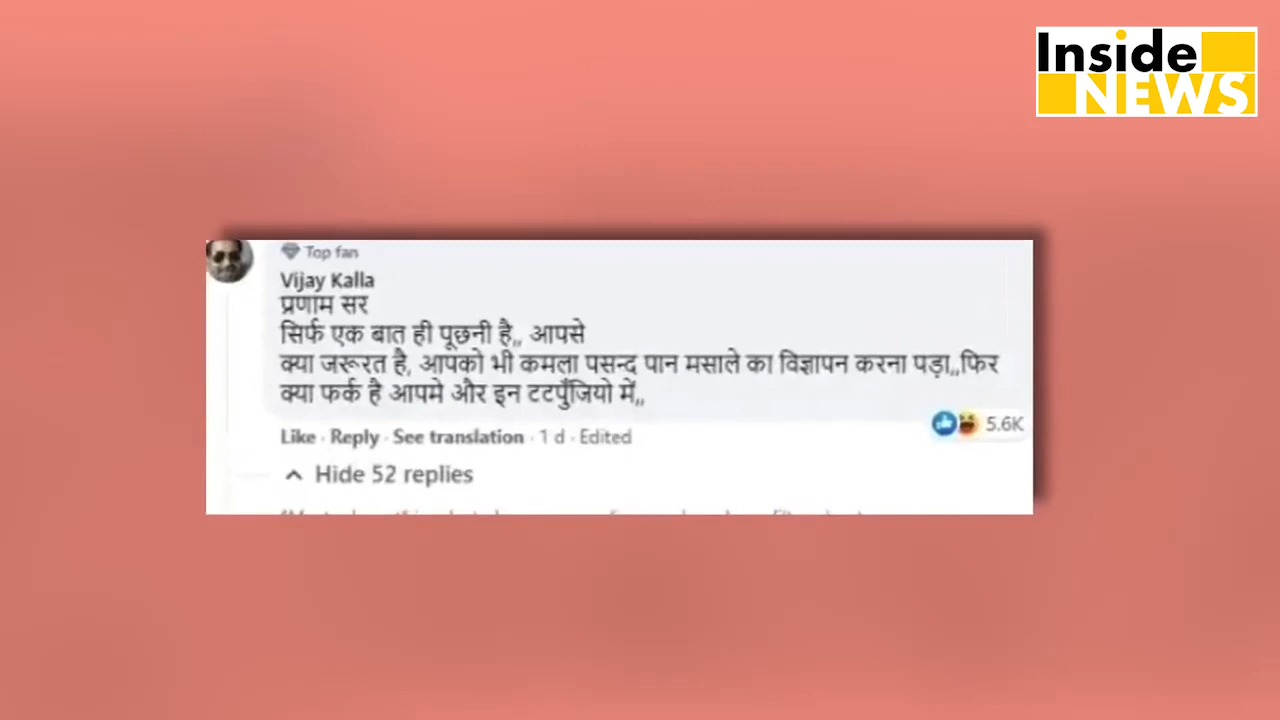 Inside
NEWS
Top fan
Vijay Kalla
प्रणाम सर
सिर्फ एक बात ही पूछनी है,, आपसे
क्या जरूरत है, आपको भी कमला पसन्द पान मसाले का विज्ञापन करना पड़ा,,फिर
क्या फर्क है आपमे और इन टटपुँजियो में,,
5.6K
Like · Reply · See translation · 1 d · Edited
Hide 52 replies